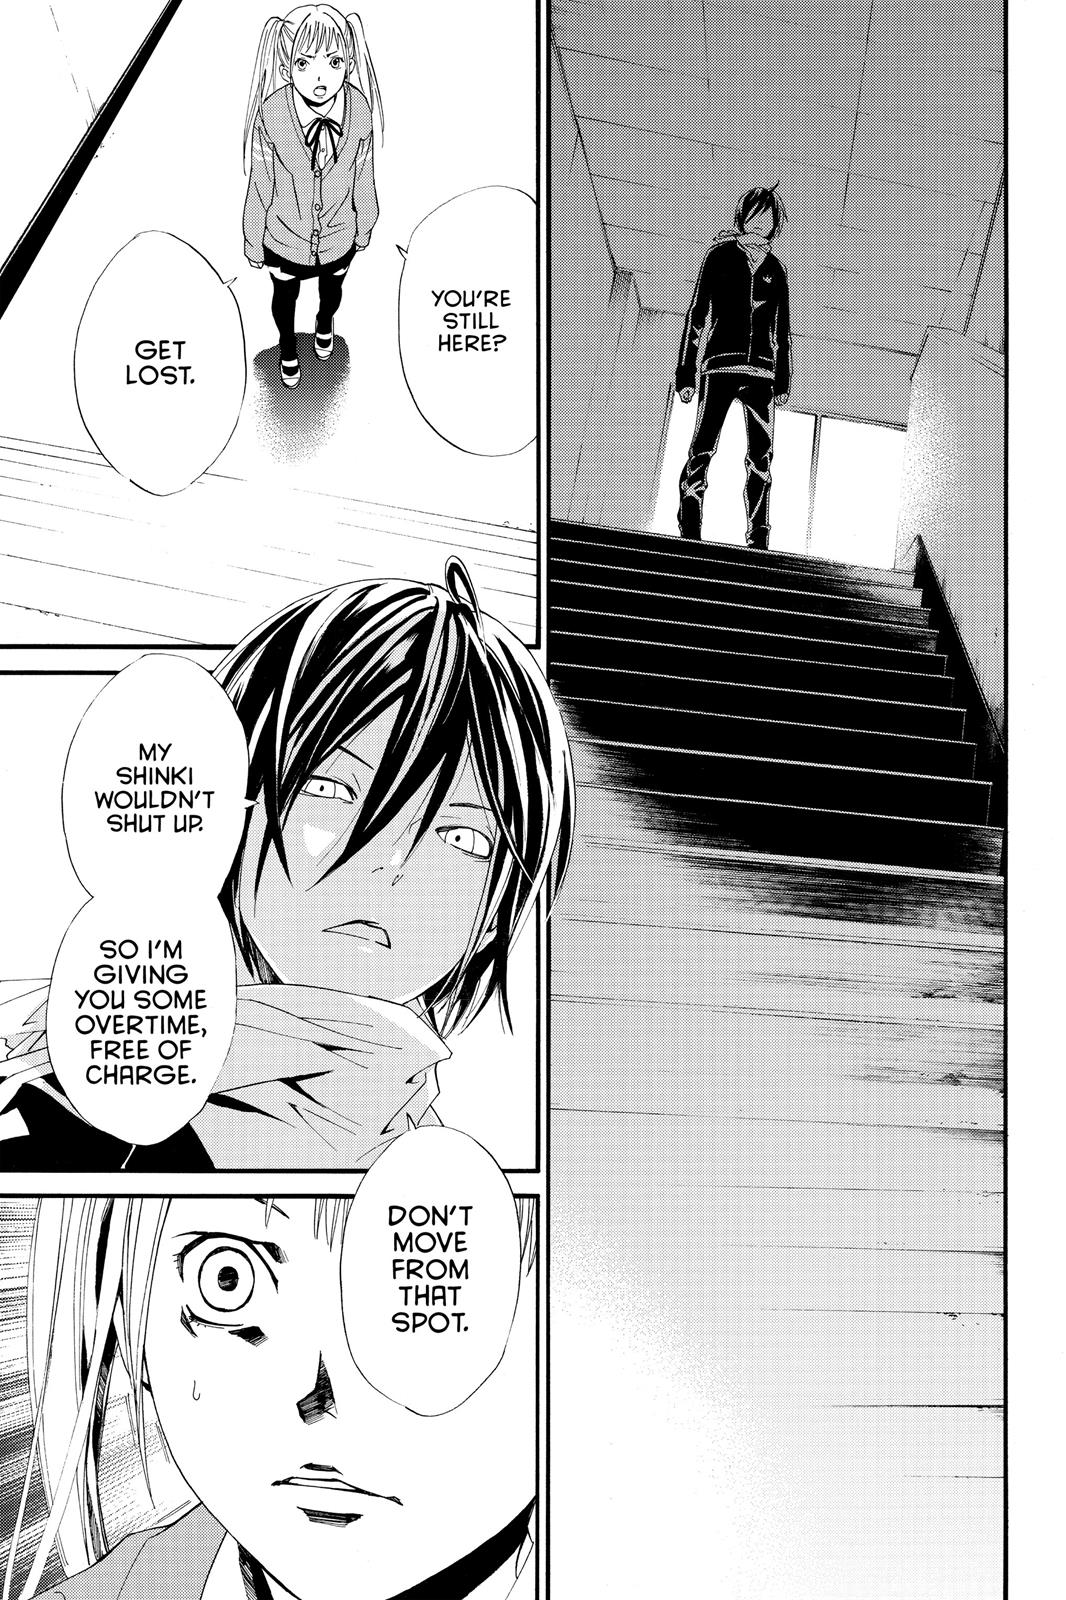 YOU'RE
STILL
HERE?
GET
LOST.
MY
SHINKI
WOULDN'T
SHUT UP.
SO I'M
GIVING
YOU SOME
OVERTIME,
FREE OF
CHARGE.
DON'T
MOVE
FROM
THAT
SPOT.